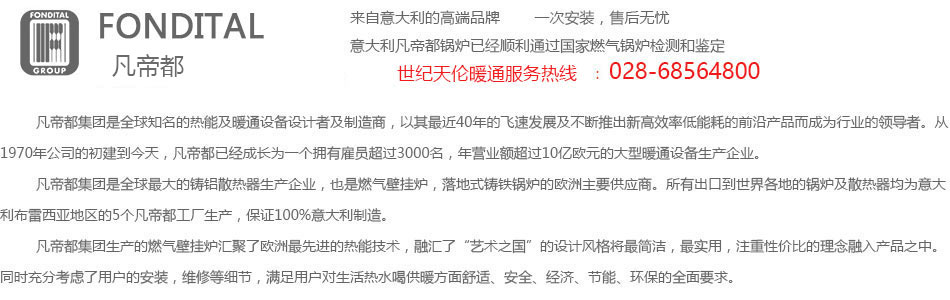 FONDITAL
GROUP
FONDITAL
凡帝都
来自意大利的高端品牌 一次安装，售后无忧
意大利凡帝都锅炉已经顺利通过国家燃气锅炉检测和鉴定
世纪天伦暖通服务热线 ：028-68564800
凡帝都集团是全球知名的热能及暖通设备设计者及制造商，以其最近40年的飞速发展及不断推出新高效率低能耗的前沿产品而成为行业的领导者。从
1970年公司的初建到今天，凡帝都已经成长为一个拥有雇员超过3000名，年营业额超过10亿欧元的大型暖通设备生产企业。
凡帝都集团是全球最大的铸铝散热器生产企业，也是燃气壁挂炉，落地式铸铁锅炉的欧洲主要供应商。所有出口到世界各地的锅炉及散热器均为意大
利布雷西亚地区的5个凡帝都工厂生产，保证100%意大利制造。
凡帝都集团生产的燃气壁挂炉汇聚了欧洲最先进的热能技术，融汇了“艺术之国”的设计风格将最简洁，最实用，注重性价比的理念融入产品之中。
同时充分考虑了用户的安装，维修等细节，满足用户对生活热水喝供暖方面舒适、安全、经济、节能、环保的全面要求。